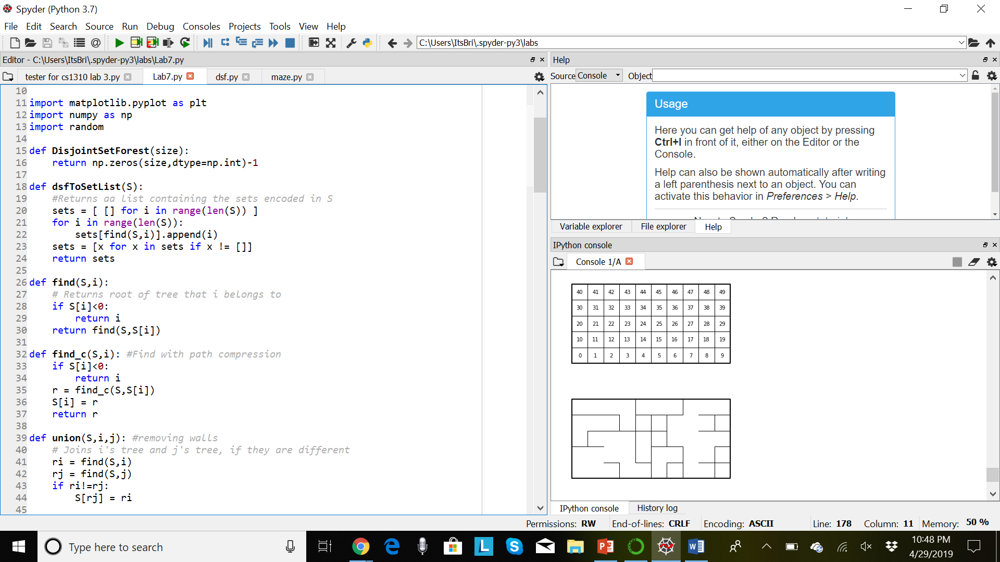 Spyder (Python 3.7)
File Edit Search Source Run Debug Consoles Projects Tools View Help
C:\Users\ItsBri\.spyder-py3\labs
Editor - C:\Users\ItsBri\.spyder-py3\labs\Lab7.py
tester for cs1310 lab 3.py Lab7.py dsf.py maze.py
10
11 import matplotlib.pyplot as plt
12 import numpy as np
13 import random
14
15 def DisjointSetForest(size):
16     return np.zeros(size,dtype=np.int)-1
17
18 def dsfToSetList(S):
19     #Returns aa list containing the sets encoded in S
20     sets = [ [] for i in range(len(S)) ]
21     for i in range(len(S)):
22         sets[find(S,i)].append(i)
23     sets = [x for x in sets if x != []]
24     return sets
25
26 def find(S,i):
27     # Returns root of tree that i belongs to
28     if S[i]<0:
29         return i
30     return find(S,S[i])
31
32 def find_c(S,i): #Find with path compression
33     if S[i]<0:
34         return i
35     r = find_c(S,S[i])
36     S[i] = r
37     return r
38
39 def union(S,i,j): #removing walls
40     # Joins i's tree and j's tree, if they are different
41     ri = find(S,i)
42     rj = find(S,j)
43     if ri!=rj:
44         S[rj] = ri
45
Help
Source Console Object
Usage
Here you can get help of any object by pressing
Ctrl+I in front of it, either on the Editor or the
Console.
Help can also be shown automatically after writing
a left parenthesis next to an object. You can
activate this behavior in Preferences > Help.
Variable explorer File explorer Help
IPython console
Console 1/A
40 41 42 43 44 45 46 47 48 49
30 31 32 33 34 35 36 37 38 39
20 21 22 23 24 25 26 27 28 29
10 11 12 13 14 15 16 17 18 19
0 1 2 3 4 5 6 7 8 9
IPython console History log
Permissions: RW End-of-lines: CRLF Encoding: ASCII Line: 178 Column: 11 Memory: 50 %
Type here to search
10:48 PM
4/29/2019